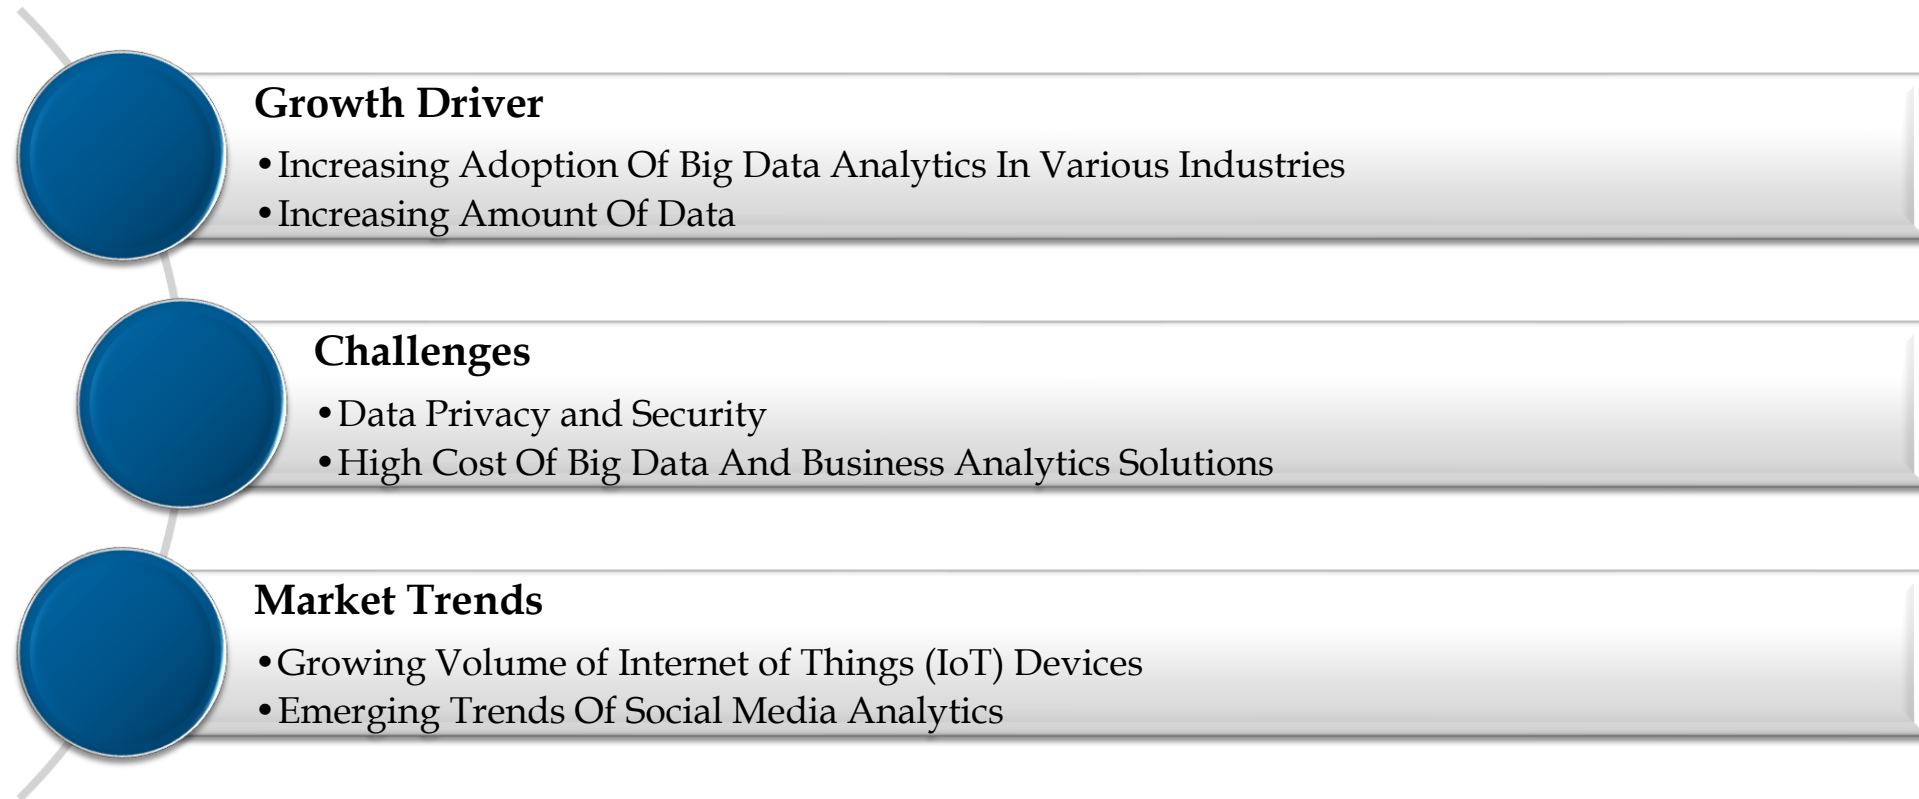 Growth Driver
•Increasing Adoption Of Big Data Analytics In Various Industries
•Increasing Amount Of Data
Challenges
•Data Privacy and Security
•High Cost Of Big Data And Business Analytics Solutions
Market Trends
•Growing Volume of Internet of Things (IoT) Devices
•Emerging Trends Of Social Media Analytics